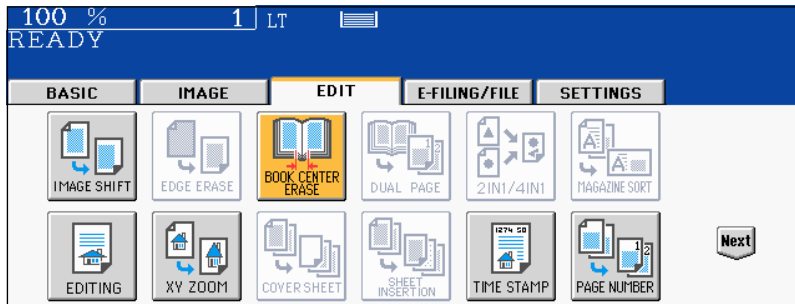 100 % 1 LT
READY
BASIC IMAGE EDIT E-FILING/FILE SETTINGS
IMAGE SHIFT EDGE ERASE BOOK CENTER ERASE DUAL PAGE 2IN1/4IN1 MAGAZINE SORT
EDITING XY ZOOM COVER SHEET SHEET INSERTION TIME STAMP PAGE NUMBER Next